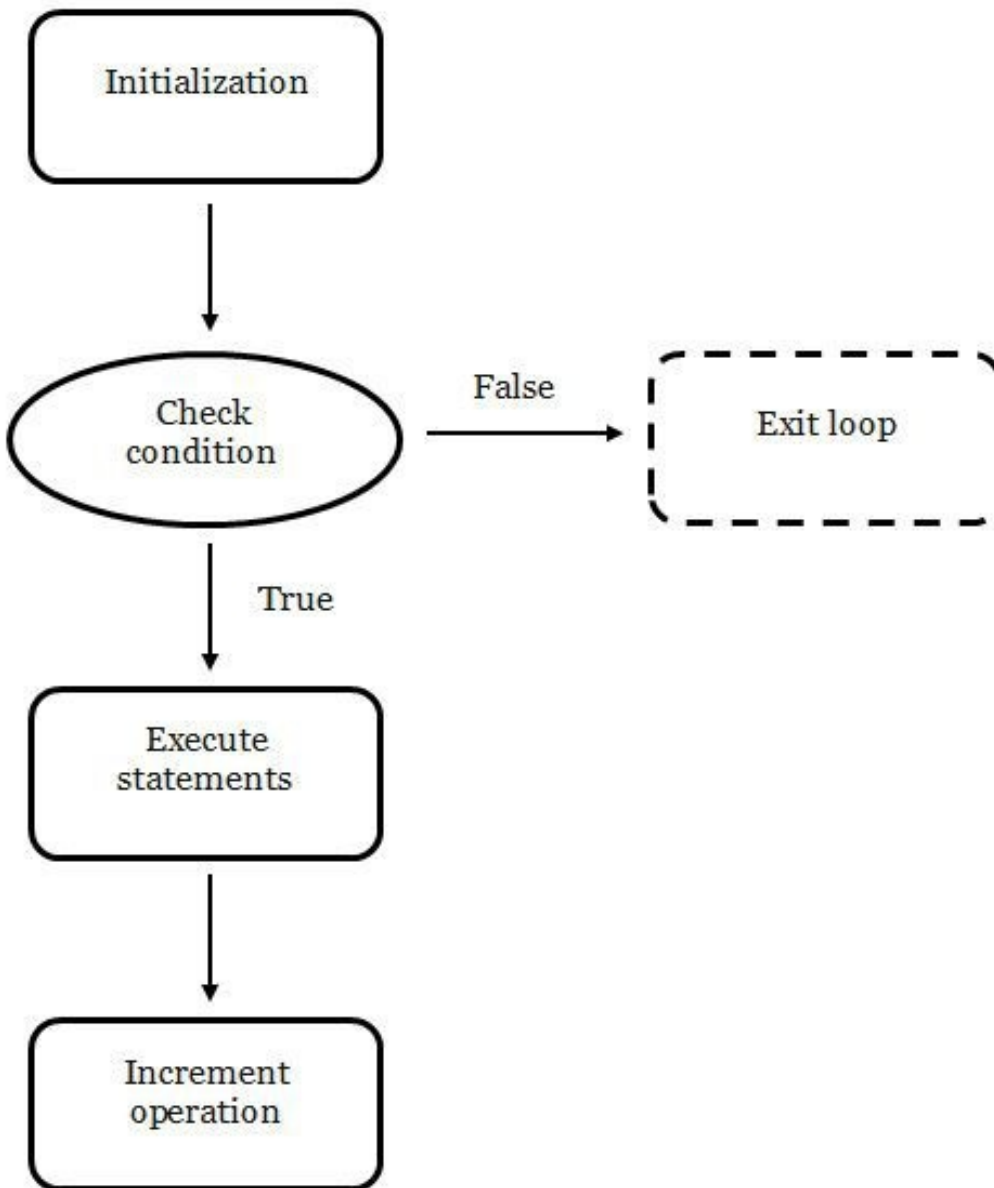 Initialization
Check
condition
False
Exit loop
True
Execute
statements
Increment
operation